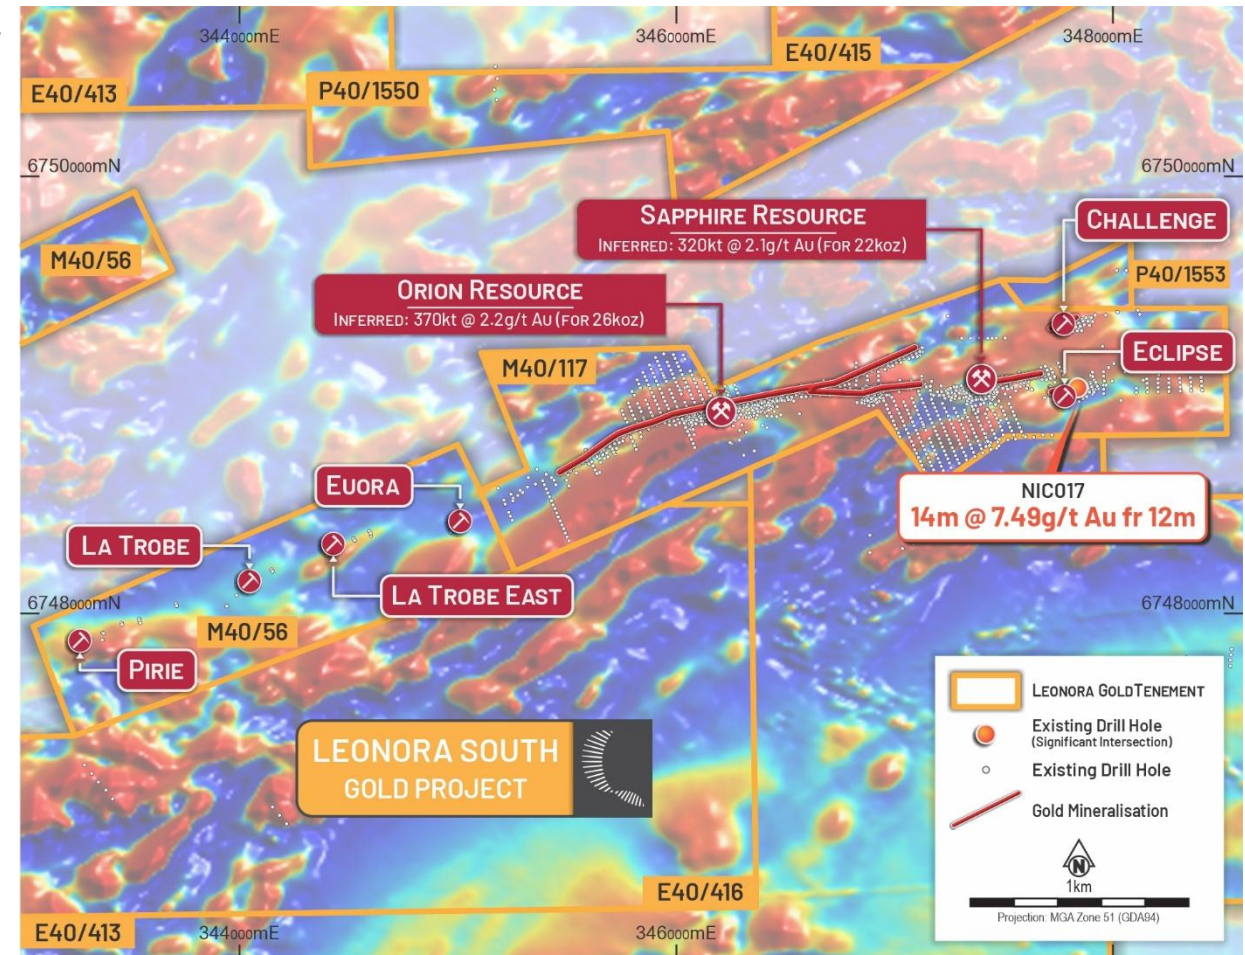 344000mE
346000mE
348000mE
E40/415
E40/413
P40/1550
6750000mN
6750000mN
SAPPHIRE RESOURCE
INFERRED: 320kt @ 2.1g/t Au (FOR 22koz)
CHALLENGE
M40/56
P40/1553
ORION RESOURCE
INFERRED: 370kt @ 2.2g/t Au (FOR 26koz)
ECLIPSE
M40/117
EUORA
NIC017
14m @ 7.49g/t Au fr 12m
LA TROBE
LA TROBE EAST
6748000mN
6748000mN
M40/56
PIRIE
LEONORA SOUTH
GOLD PROJECT
LEONORA GOLD TENEMENT
Existing Drill Hole
(Significant Intersection)
Existing Drill Hole
Gold Mineralisation
N
1km
Projection: MGA Zone 51 (GDA94)
E40/416
E40/413
344000mE
346000mE